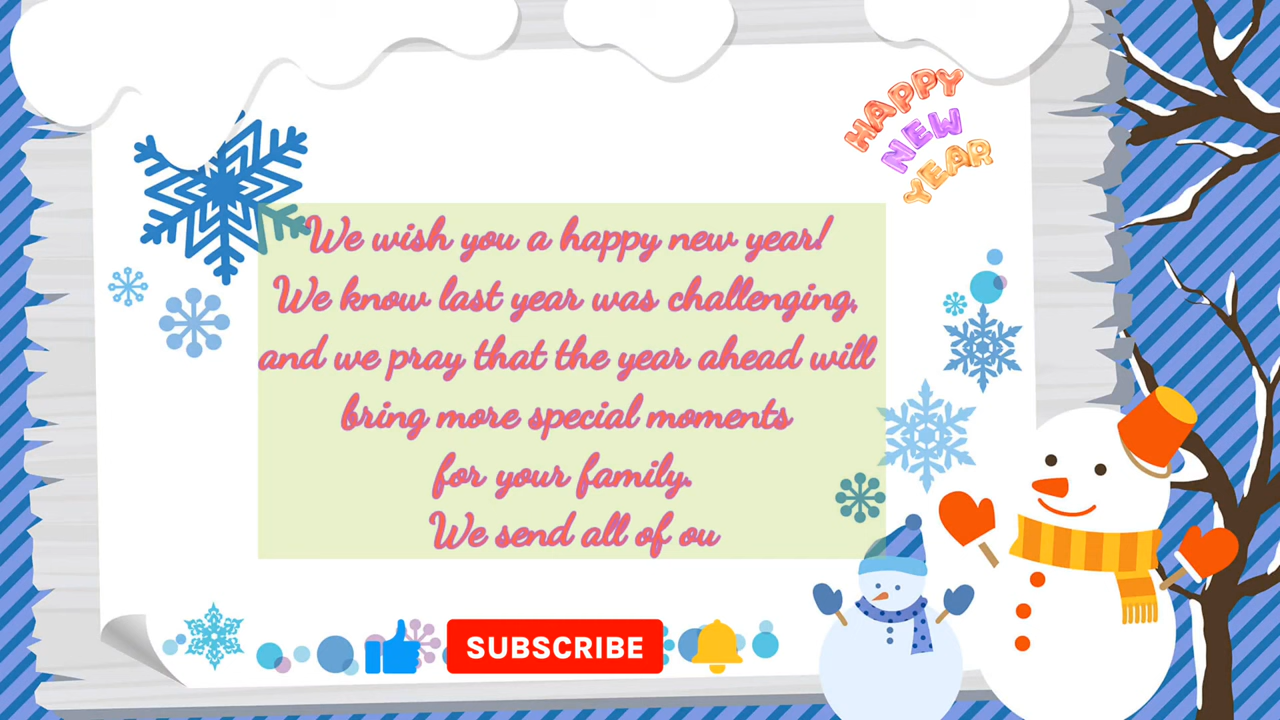 HAPPY
NEW
YEAR
We wish you a happy new year!
We know last year was challenging,
and we pray that the year ahead will
bring more special moments
for your family.
We send all of ou
SUBSCRIBE